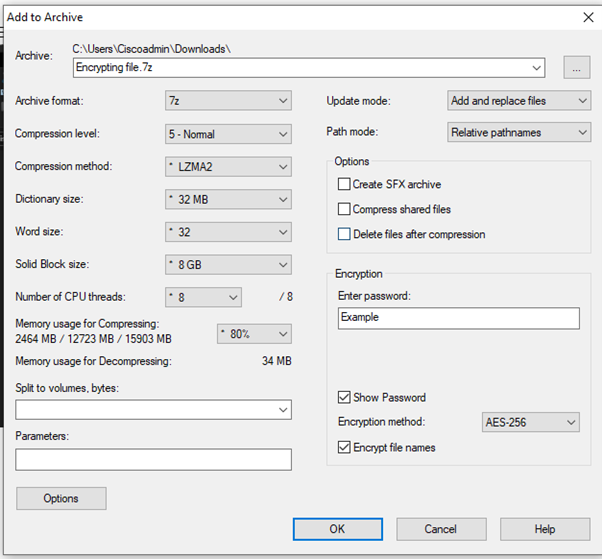 Add to Archive
Archive:
C:\Users\Ciscoadmin\Downloads\
Encrypting file.7z
...
Archive format:
7z
Compression level:
5 - Normal
Compression method:
* LZMA2
Dictionary size:
* 32 MB
Word size:
* 32
Solid Block size:
* 8 GB
Number of CPU threads:
* 8
/ 8
Memory usage for Compressing:
2464 MB / 12723 MB / 15903 MB
* 80%
Memory usage for Decompressing:
34 MB
Split to volumes, bytes:
Parameters:
Options
Update mode:
Add and replace files
Path mode:
Relative pathnames
Options
Create SFX archive
Compress shared files
Delete files after compression
Encryption
Enter password:
Example
Show Password
Encryption method:
AES-256
Encrypt file names
OK
Cancel
Help